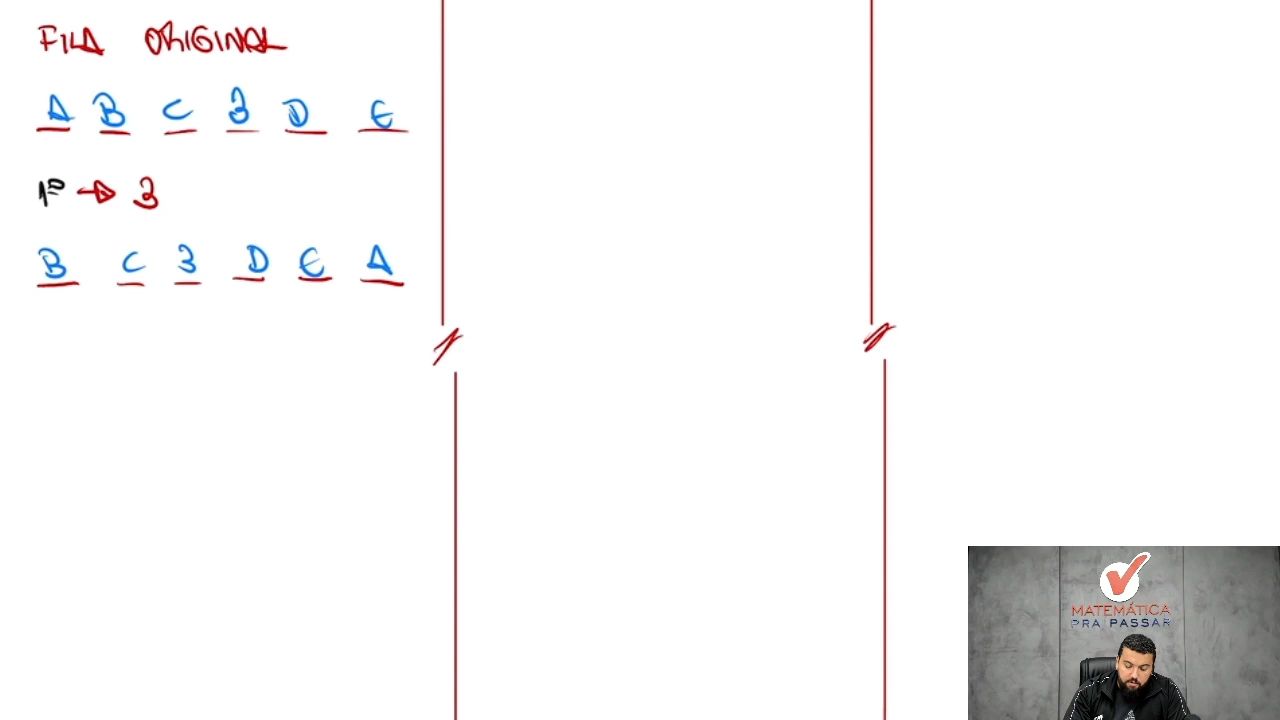 FILA ORIGINAL
A B C 3 D E
1º → 3
B C 3 D E A
MATEMÁTICA
PRA PASSAR